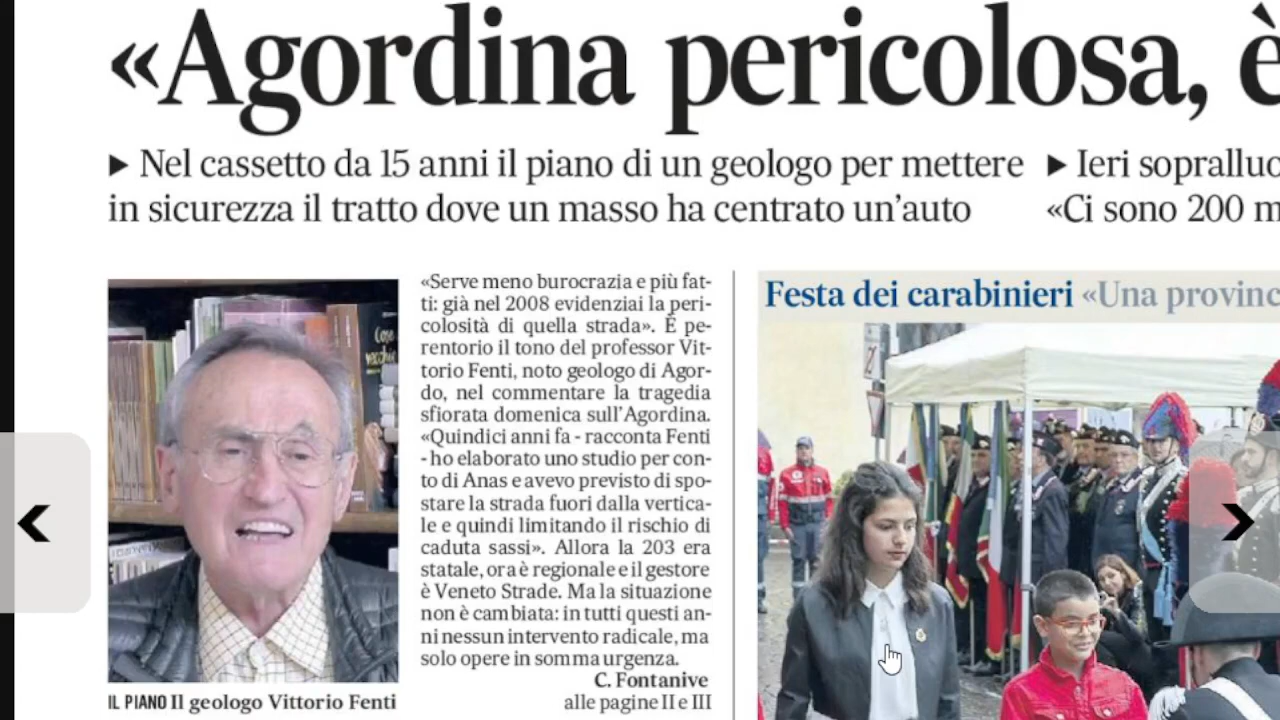 «Agordina pericolosa, è
▶ Nel cassetto da 15 anni il piano di un geologo per mettere
in sicurezza il tratto dove un masso ha centrato un’auto
▶ Ieri sopralluo
«Ci sono 200 m
IL PIANO Il geologo Vittorio Fenti
«Serve meno burocrazia e più fat-
ti: già nel 2008 evidenziai la peri-
colosità di quella strada». È pe-
rentorio il tono del professor Vit-
torio Fenti, noto geologo di Agor-
do, nel commentare la tragedia
sfiorata domenica sull’Agordina.
«Quindici anni fa - racconta Fenti
- ho elaborato uno studio per con-
to di Anas e avevo previsto di spo-
stare la strada fuori dalla vertica-
le e quindi limitando il rischio di
caduta sassi». Allora la 203 era
statale, ora è regionale e il gestore
è Veneto Strade. Ma la situazione
non è cambiata: in tutti questi an-
ni nessun intervento radicale, ma
solo opere in somma urgenza.
C. Fontanive
alle pagine II e III
Festa dei carabinieri «Una provinc